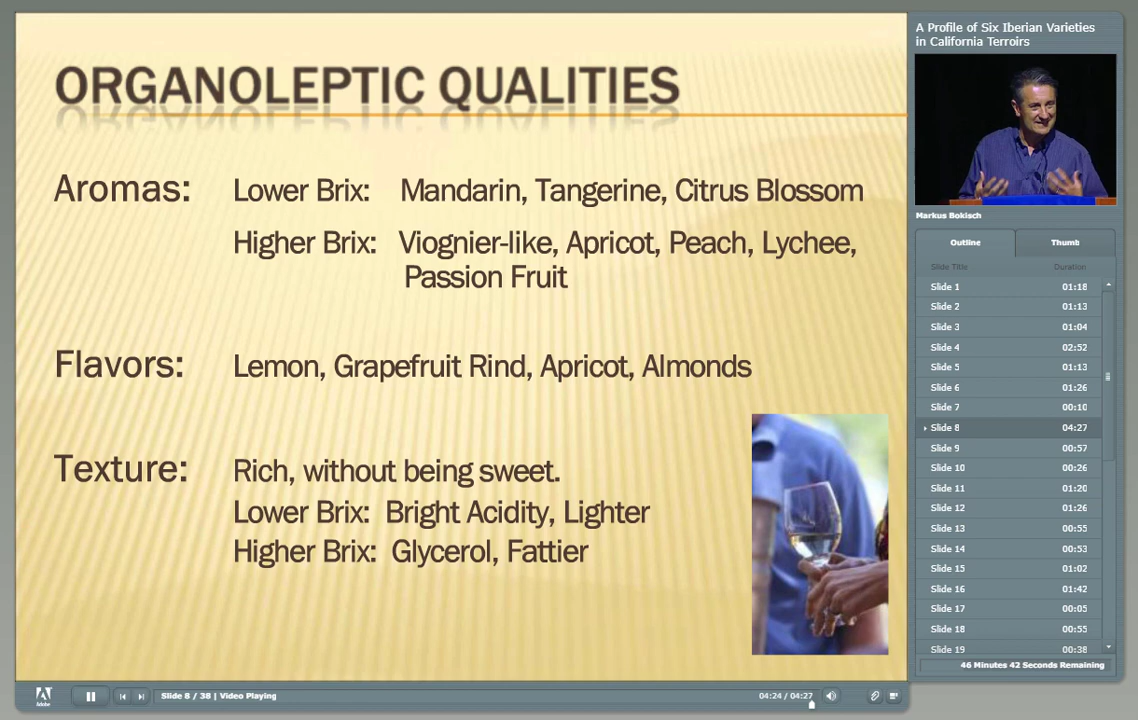 ORGANOLEPTIC QUALITIES
Aromas: Lower Brix: Mandarin, Tangerine, Citrus Blossom
Higher Brix: Viognier-like, Apricot, Peach, Lychee,
Passion Fruit
Flavors: Lemon, Grapefruit Rind, Apricot, Almonds
Texture: Rich, without being sweet.
Lower Brix: Bright Acidity, Lighter
Higher Brix: Glycerol, Fattier
A Profile of Six Iberian Varieties
in California Terroirs
Markus Bokisch
Outline Thumb
Slide Title Duration
Slide 1 01:18
Slide 2 01:13
Slide 3 01:04
Slide 4 02:52
Slide 5 01:13
Slide 6 01:26
Slide 7 00:10
Slide 8 04:27
Slide 9 00:57
Slide 10 00:26
Slide 11 01:20
Slide 12 01:26
Slide 13 00:55
Slide 14 00:53
Slide 15 01:02
Slide 16 01:42
Slide 17 00:05
Slide 18 00:55
Slide 19 00:38
46 Minutes 42 Seconds Remaining
Adobe
Slide 8 / 38 | Video Playing
04:24 / 04:27